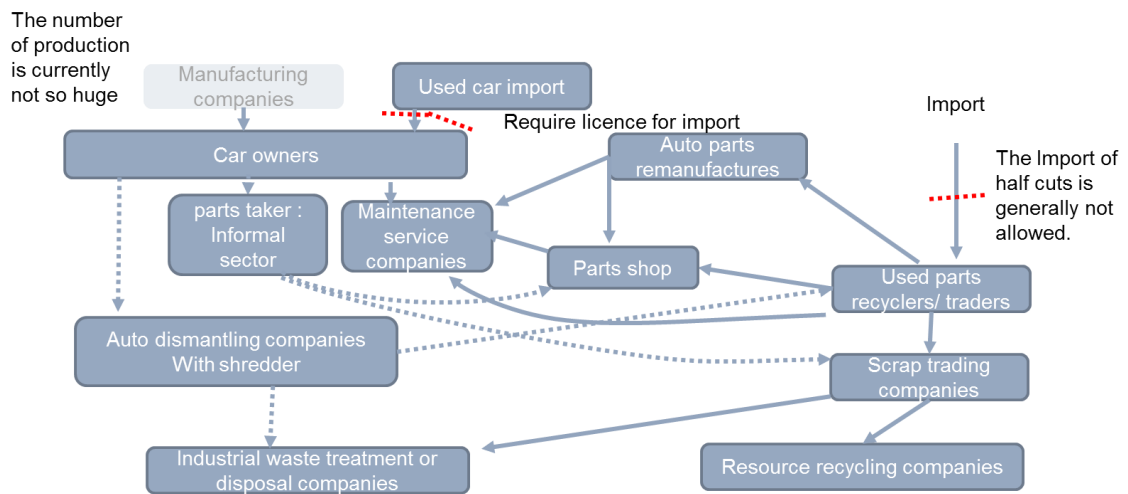 The number
of production
is currently
not so huge
Manufacturing
companies
Used car import
Import
Require licence for import
Car owners
Auto parts
remanufactures
The Import of
half cuts is
generally not
allowed.
parts taker :
Informal
sector
Maintenance
service
companies
Parts shop
Used parts
recyclers/ traders
Auto dismantling companies
With shredder
Scrap trading
companies
Industrial waste treatment or
disposal companies
Resource recycling companies